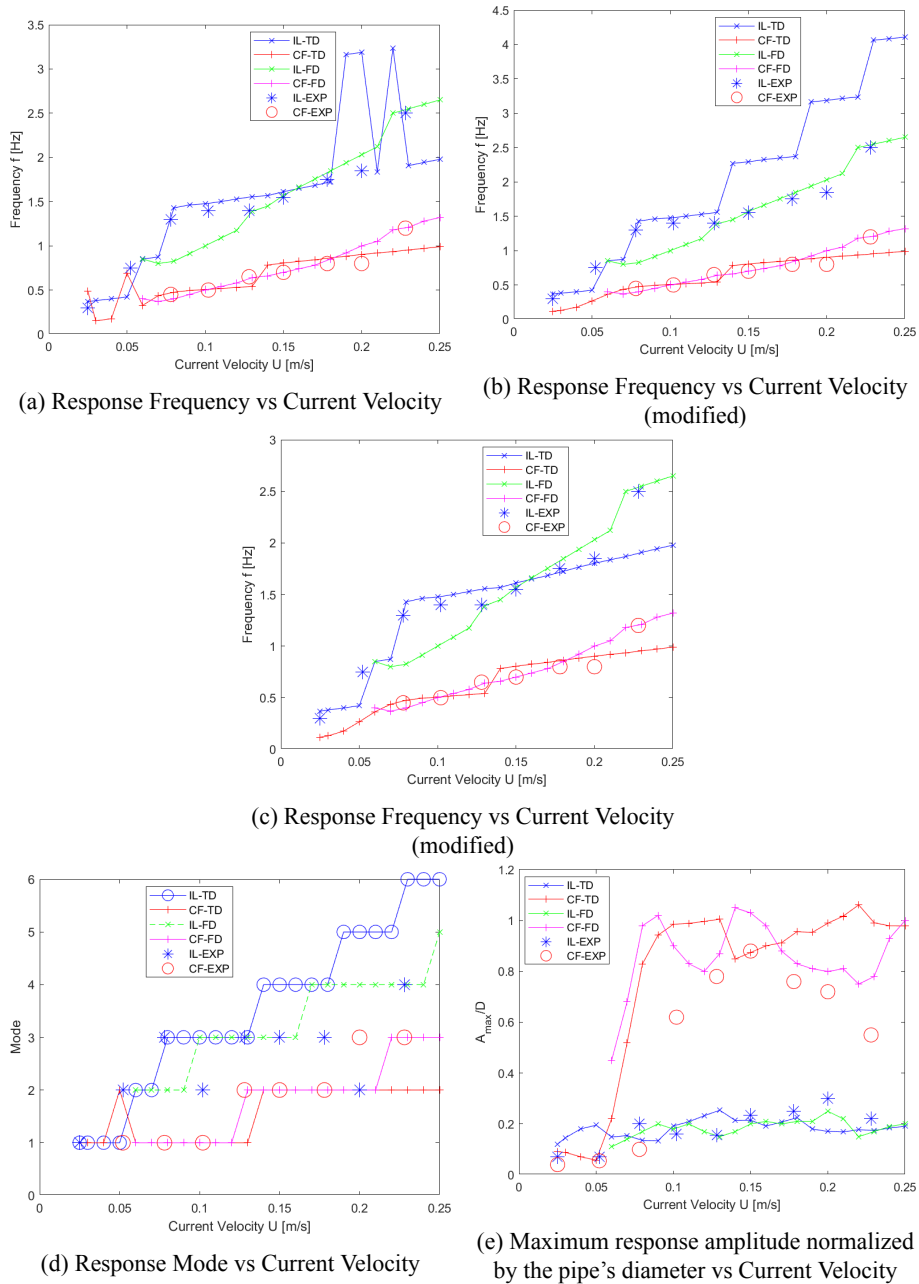 3.5
3
2.5
2
1.5
1
0.5
0
0 0.05 0.1 0.15 0.2 0.25
Frequency f [Hz]
Current Velocity U [m/s]
IL-TD
CF-TD
IL-FD
CF-FD
IL-EXP
CF-EXP
(a) Response Frequency vs Current Velocity
4.5
4
3.5
3
2.5
2
1.5
1
0.5
0
0 0.05 0.1 0.15 0.2 0.25
Frequency f [Hz]
Current Velocity U [m/s]
IL-TD
CF-TD
IL-FD
CF-FD
IL-EXP
CF-EXP
(b) Response Frequency vs Current Velocity
(modified)
3
2.5
2
1.5
1
0.5
0
0 0.05 0.1 0.15 0.2 0.25
Frequency f [Hz]
Current Velocity U [m/s]
IL-TD
CF-TD
IL-FD
CF-FD
IL-EXP
CF-EXP
(c) Response Frequency vs Current Velocity
(modified)
6
5
4
3
2
1
0
0 0.05 0.1 0.15 0.2 0.25
Mode
Current Velocity U [m/s]
IL-TD
CF-TD
IL-FD
CF-FD
IL-EXP
CF-EXP
(d) Response Mode vs Current Velocity
1.2
1
0.8
0.6
0.4
0.2
0
0 0.05 0.1 0.15 0.2 0.25
A_max/D
Current Velocity U [m/s]
IL-TD
CF-TD
IL-FD
CF-FD
IL-EXP
CF-EXP
(e) Maximum response amplitude normalized
by the pipe's diameter vs Current Velocity